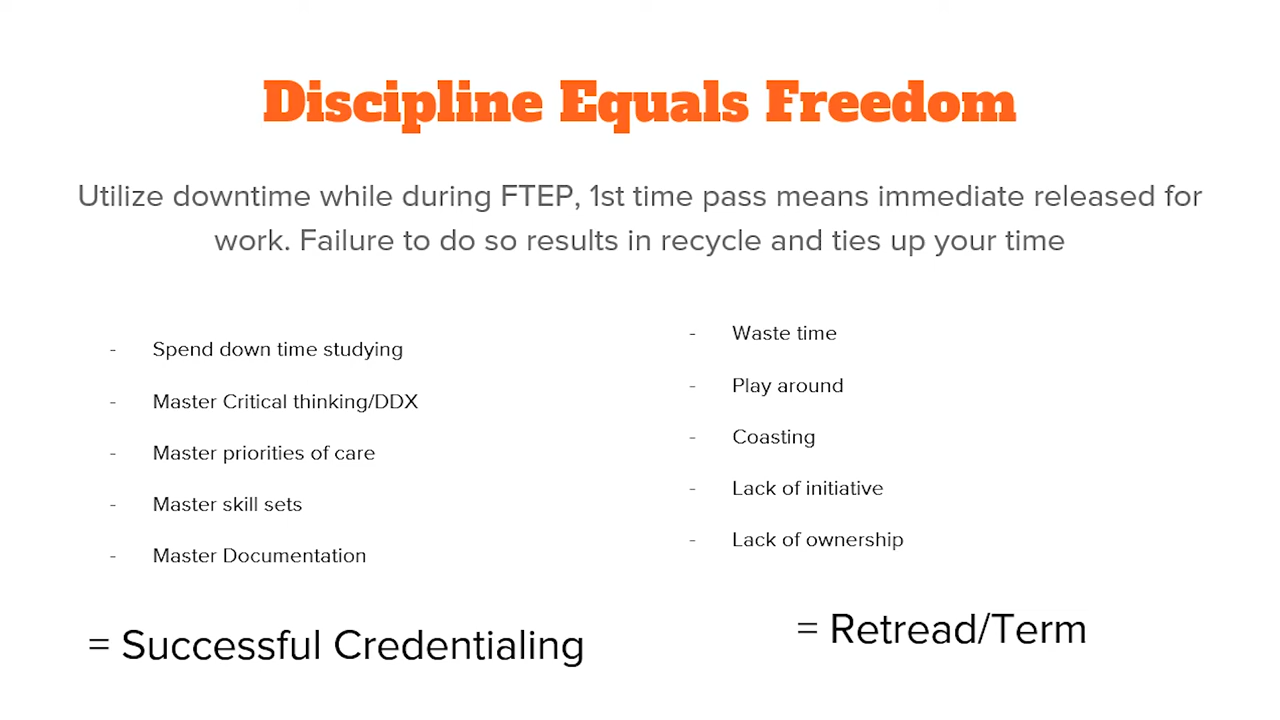 Discipline Equals Freedom
Utilize downtime while during FTEP, 1st time pass means immediate released for
work. Failure to do so results in recycle and ties up your time
- Spend down time studying
- Master Critical thinking/DDX
- Master priorities of care
- Master skill sets
- Master Documentation
= Successful Credentialing
- Waste time
- Play around
- Coasting
- Lack of initiative
- Lack of ownership
= Retread/Term